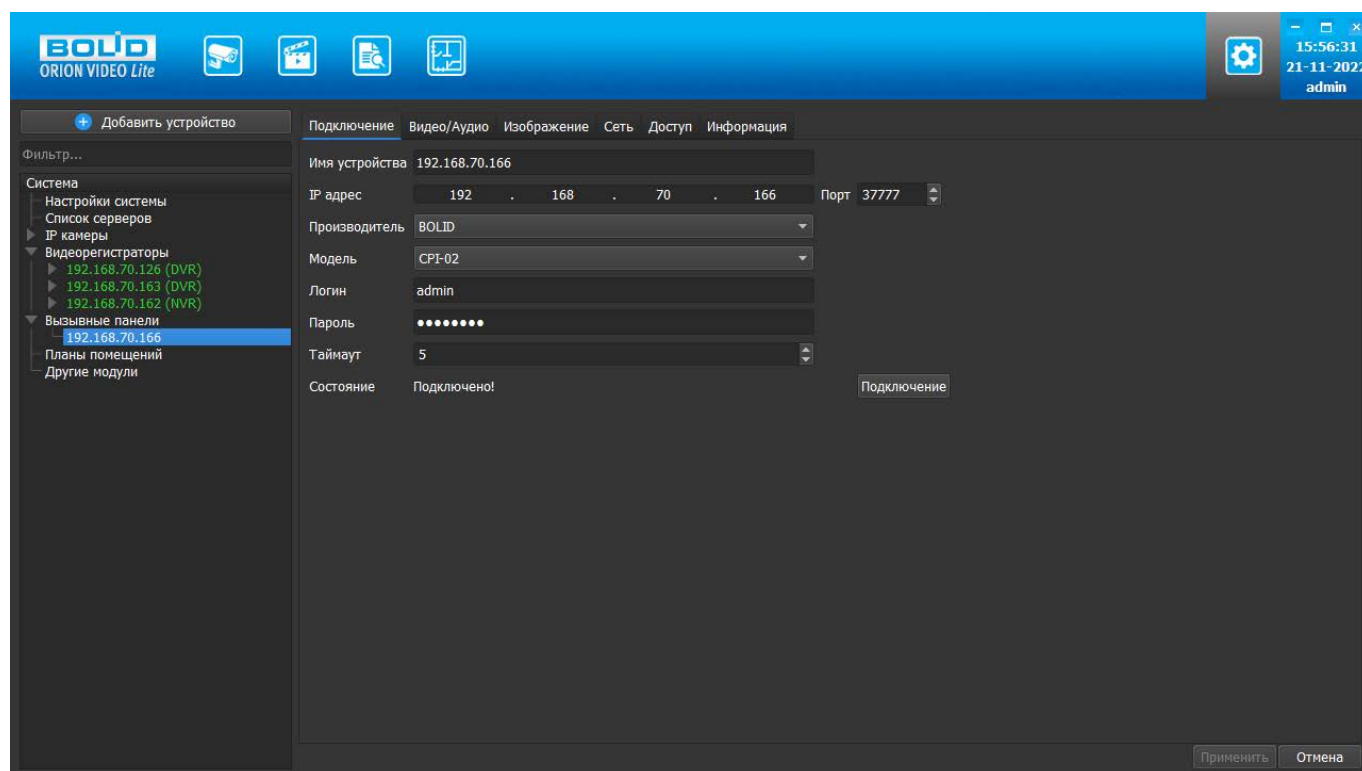 BOLID
ORION VIDEO Lite
15:56:31
21-11-202
admin
Добавить устройство
Фильтр...
Система
Настройки системы
Список серверов
IP камеры
Видеорегистраторы
192.168.70.126 (DVR)
192.168.70.163 (DVR)
192.168.70.162 (NVR)
Вызывные панели
192.168.70.166
Планы помещений
Другие модули
Подключение Видео/Аудио Изображение Сеть Доступ Информация
Имя устройства 192.168.70.166
IP адрес 192 . 168 . 70 . 166 Порт 37777
Производитель BOLID
Модель CPI-02
Логин admin
Пароль ●●●●●●●●
Таймаут 5
Состояние Подключено! Подключение
Применить Отмена